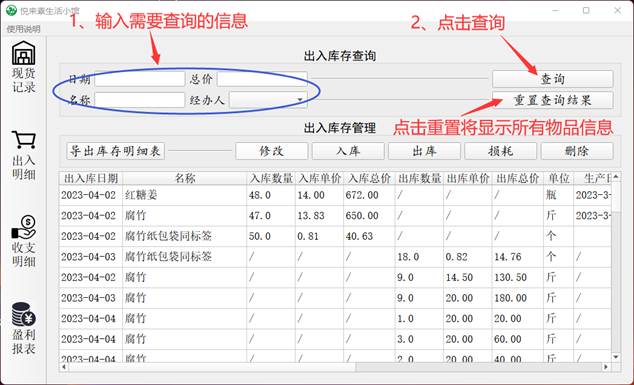 悦来寨生活小馆
使用说明
1、输入需要查询的信息
2、点击查询
出入库存查询
日期 总价 查询
名称 经办人 重置查询结果
点击重置将显示所有物品信息
出入库存管理
导出库存明细表 修改 入库 出库 损耗 删除
现货记录
出入明细
收支明细
盈利报表
出入库日期 名称 入库数量 入库单价 入库总价 出库数量 出库单价 出库总价 单位 生产日
2023-04-02 红糖姜 48.0 14.00 672.00 / / / 瓶 2023-3-
2023-04-02 腐竹 47.0 13.83 650.00 / / / 斤 2023-3-
2023-04-02 腐竹纸包袋同标签 50.0 0.81 40.63 / / / 个
2023-04-03 腐竹纸包袋同标签 / / / 18.0 0.82 14.76 个 /
2023-04-03 腐竹 / / / 9.0 14.50 130.50 斤 /
2023-04-03 腐竹 / / / 9.0 20.00 180.00 斤 /
2023-04-04 腐竹 / / / 1.0 20.00 20.00 斤 /
2023-04-04 腐竹 / / / 3.0 20.00 60.00 斤 /
2023-04-04 腐竹 / / / 2.0 20.00 40.00 斤 /